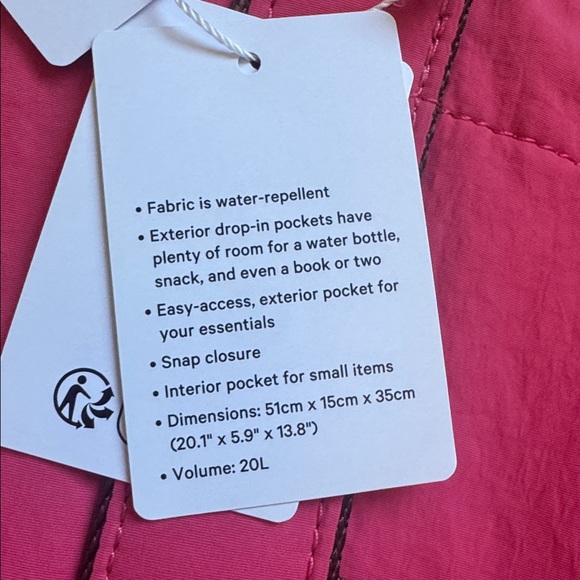 • Fabric is water-repellent
• Exterior drop-in pockets have
plenty of room for a water bottle,
snack, and even a book or two
• Easy-access, exterior pocket for
your essentials
• Snap closure
• Interior pocket for small items
• Dimensions: 51cm x 15cm x 35cm
(20.1" x 5.9" x 13.8")
• Volume: 20L